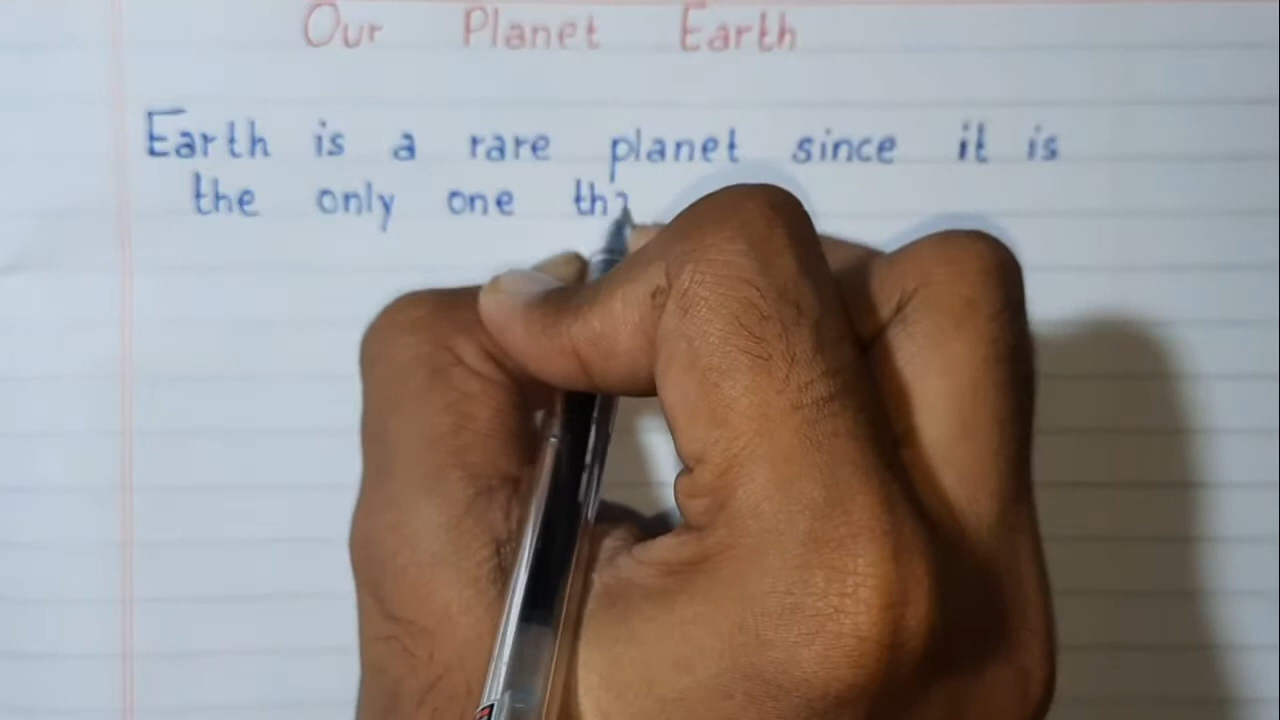 Our Planet Earth
Earth is a rare planet since it is
the only one